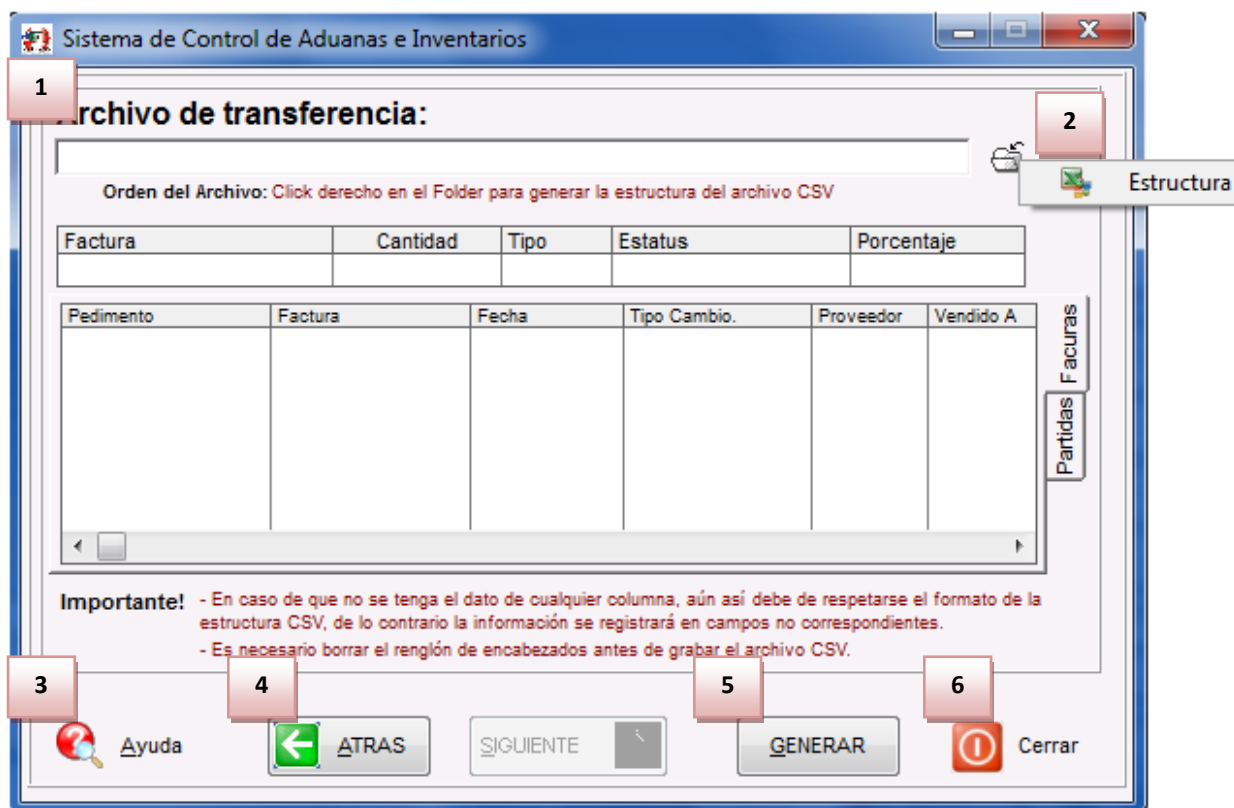 Sistema de Control de Aduanas e Inventarios
1
Archivo de transferencia:
2
Estructura
Orden del Archivo: Click derecho en el Folder para generar la estructura del archivo CSV
Factura Cantidad Tipo Estatus Porcentaje
Pedimento Factura Fecha Tipo Cambio. Proveedor Vendido A
Facuras
Partidas
Importante! - En caso de que no se tenga el dato de cualquier columna, aún así debe de respetarse el formato de la
estructura CSV, de lo contrario la información se registrará en campos no correspondientes.
- Es necesario borrar el renglón de encabezados antes de grabar el archivo CSV.
3 4 5 6
Ayuda ATRAS SIGUIENTE GENERAR Cerrar